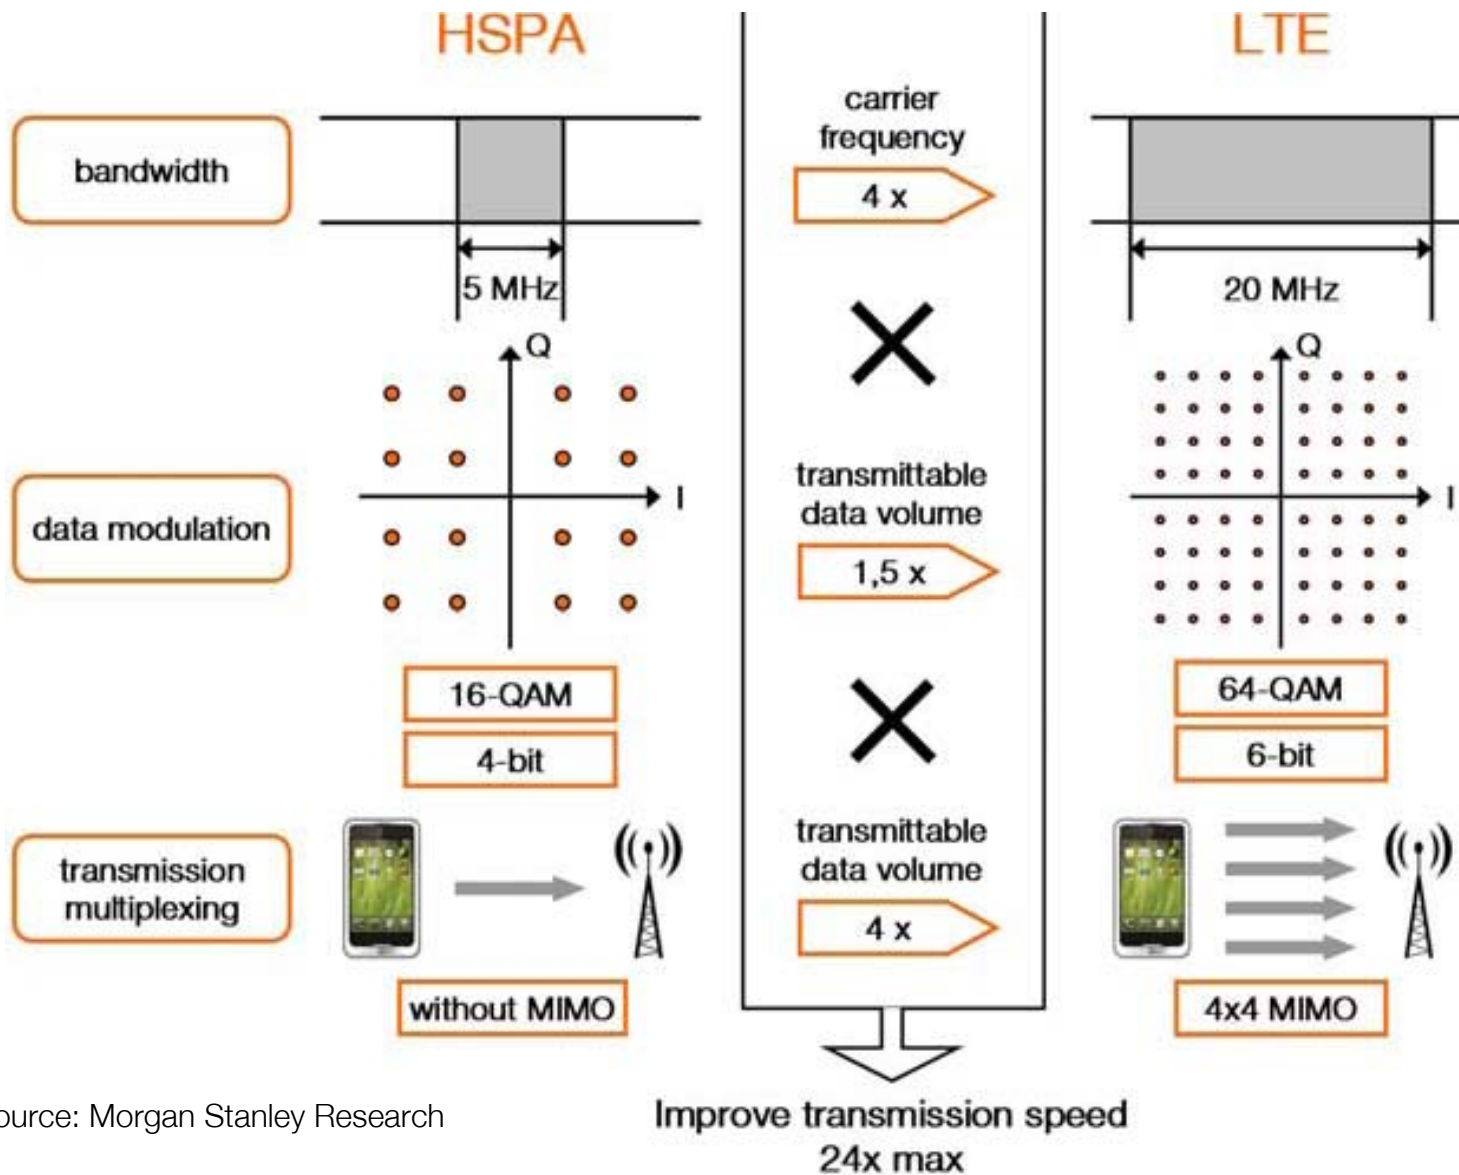 HSPA
LTE
bandwidth
5 MHz
carrier
frequency
4 x
20 MHz
data modulation
Q
I
16-QAM
4-bit
transmittable
data volume
1,5 x
Q
I
64-QAM
6-bit
transmission
multiplexing
without MIMO
transmittable
data volume
4 x
4x4 MIMO
ource: Morgan Stanley Research
Improve transmission speed
24x max